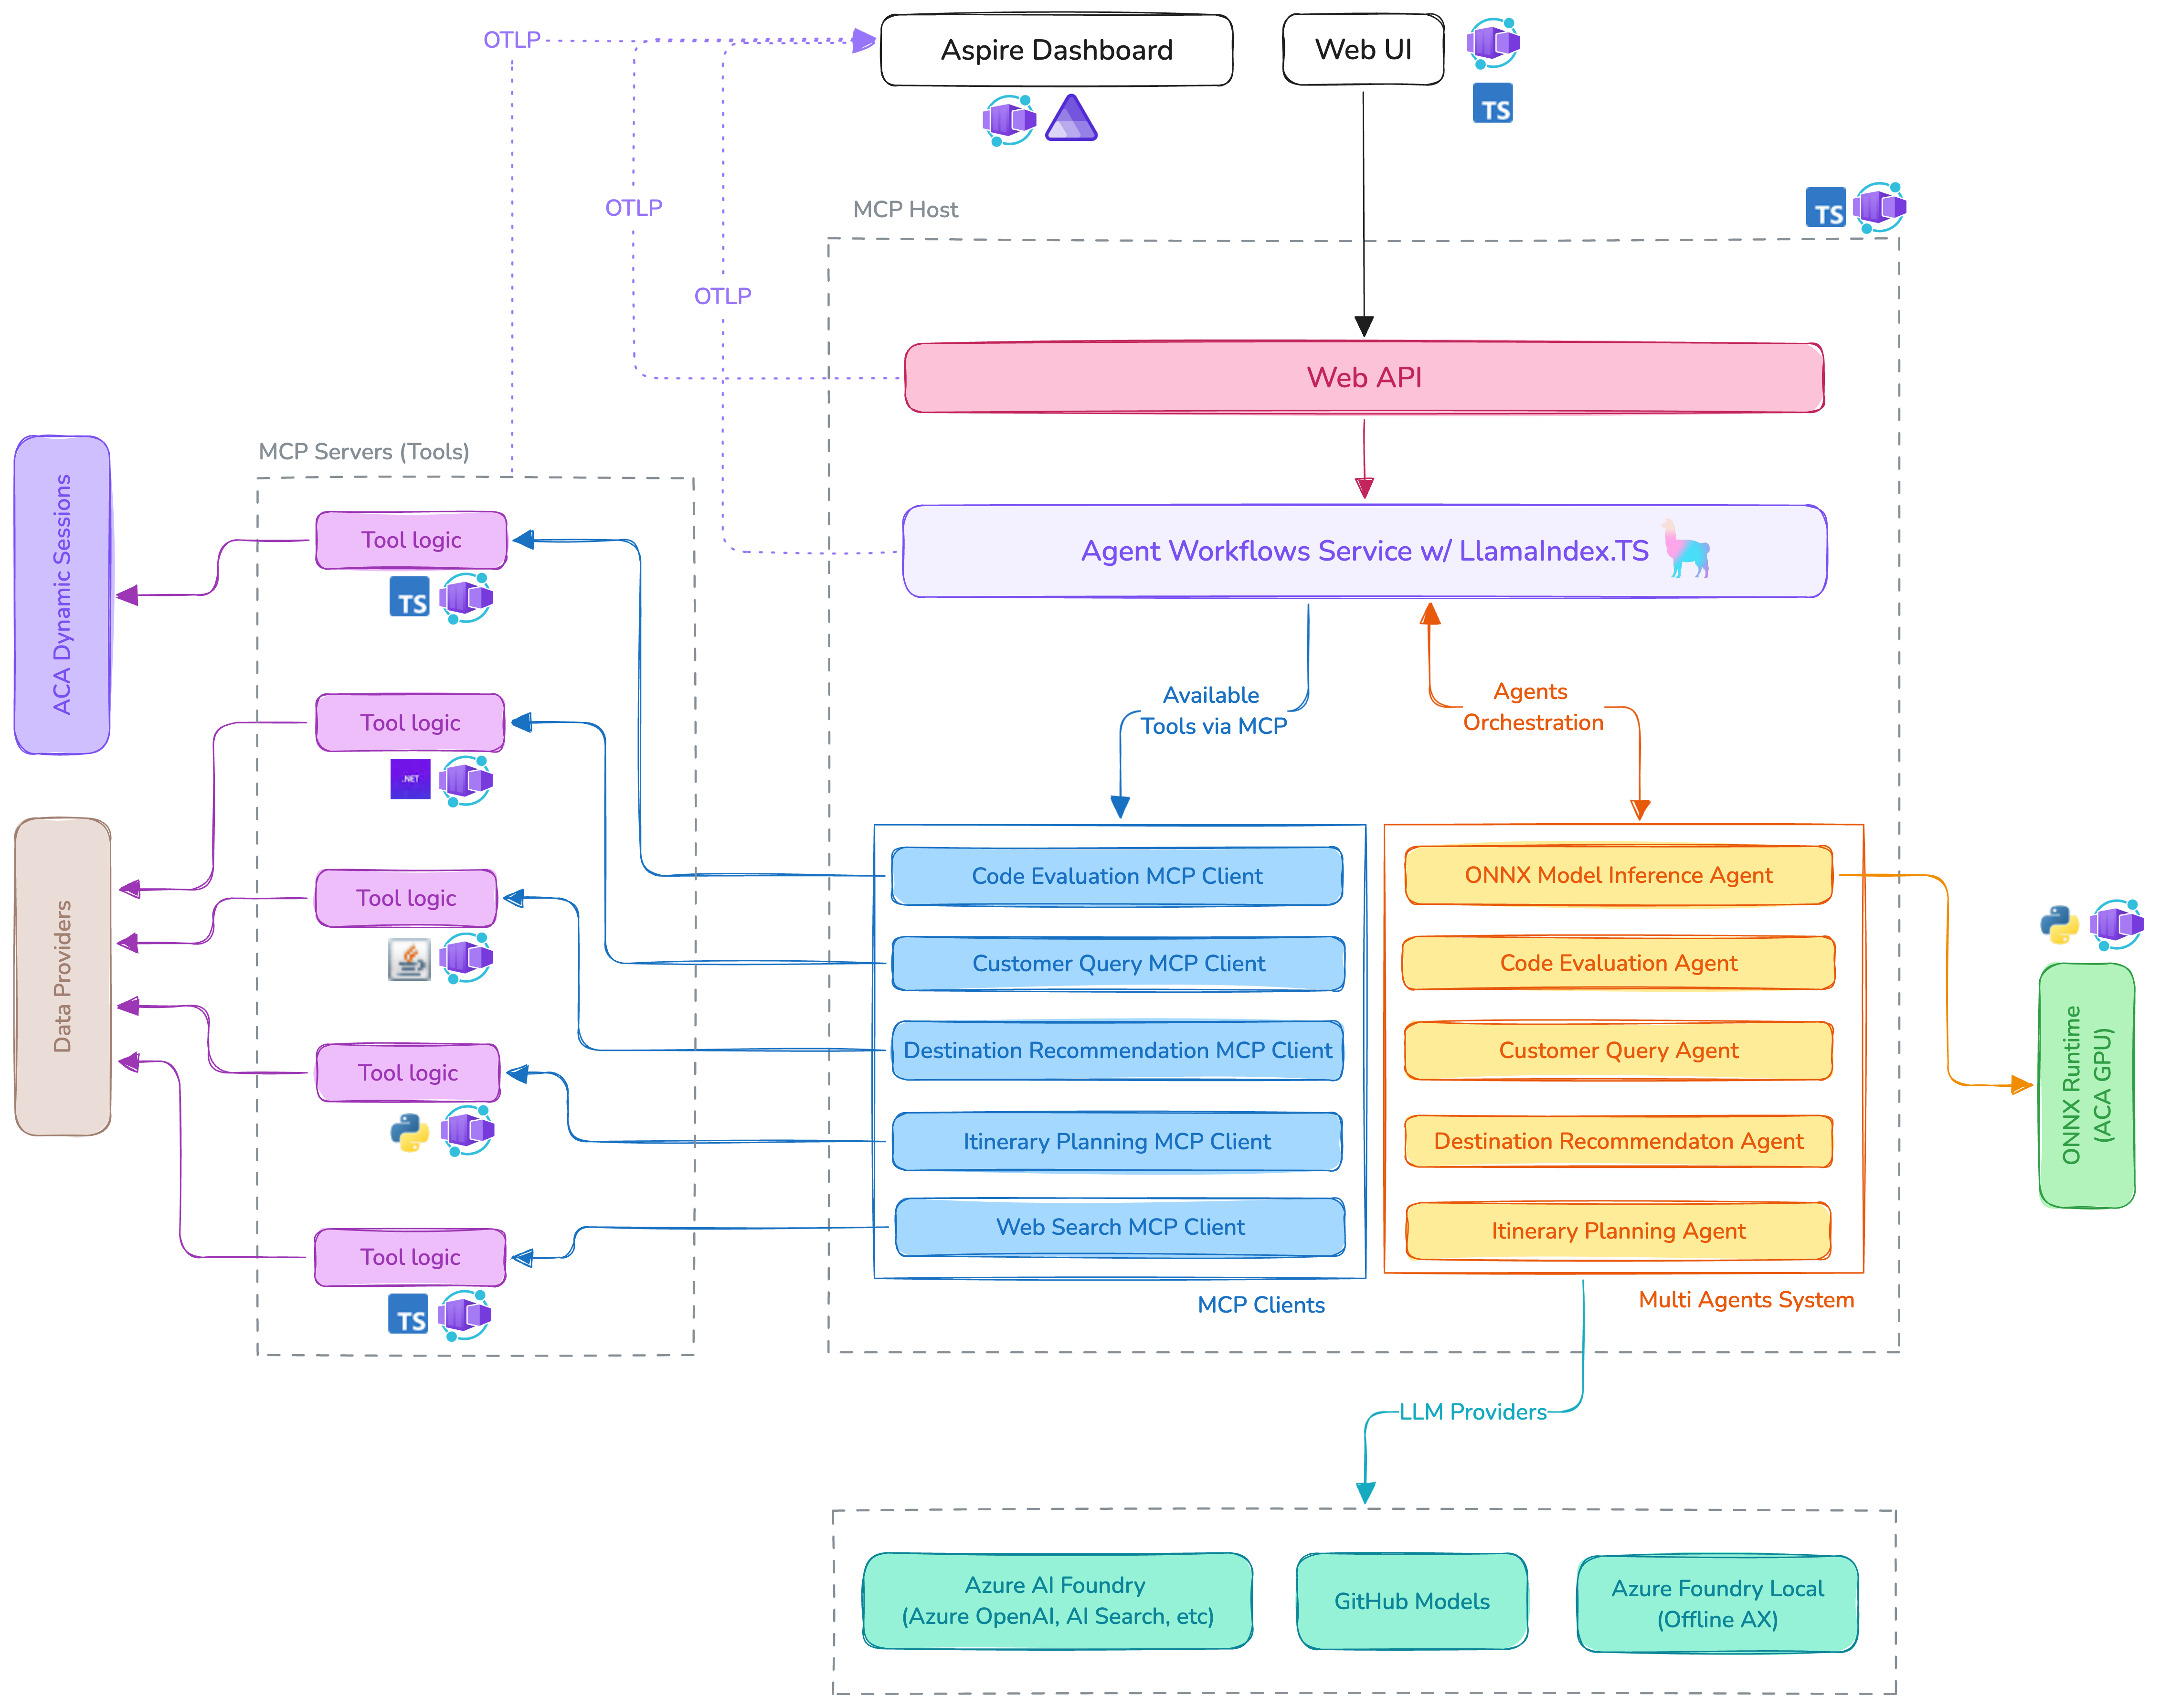 OTLP
Aspire Dashboard
Web UI
TS
OTLP
MCP Host
TS
OTLP
Web API
MCP Servers (Tools)
ACA Dynamic Sessions
Tool logic
TS
Agent Workflows Service w/ LlamaIndex.TS
Available
Tools via MCP
Agents
Orchestration
Tool logic
.NET
Data Providers
Tool logic
Tool logic
Tool logic
TS
Code Evaluation MCP Client
Customer Query MCP Client
Destination Recommendation MCP Client
Itinerary Planning MCP Client
Web Search MCP Client
MCP Clients
ONNX Model Inference Agent
Code Evaluation Agent
Customer Query Agent
Destination Recommendaton Agent
Itinerary Planning Agent
Multi Agents System
ONNX Runtime
(ACA GPU)
LLM Providers
Azure AI Foundry
(Azure OpenAI, AI Search, etc)
GitHub Models
Azure Foundry Local
(Offline AX)